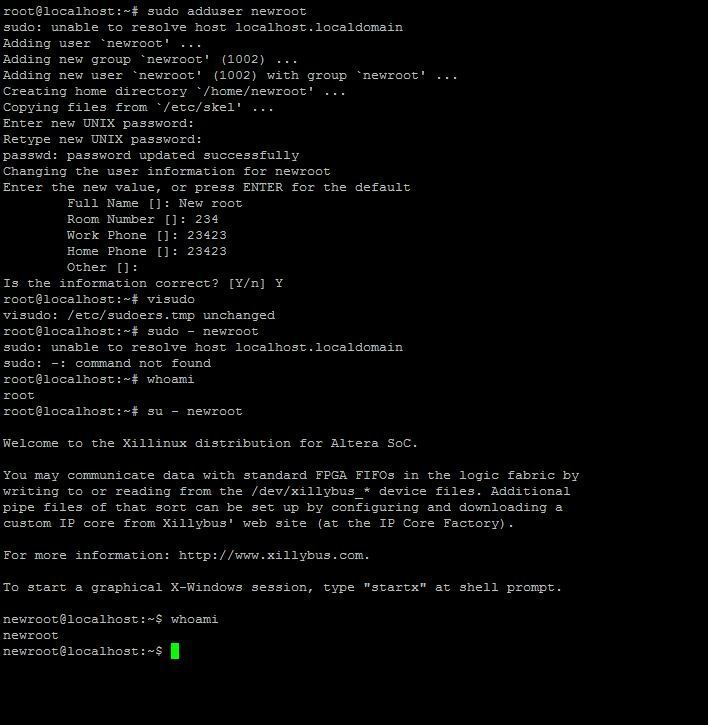 root@localhost:~# sudo adduser newroot
sudo: unable to resolve host localhost.localdomain
Adding user `newroot' ...
Adding new group `newroot' (1002) ...
Adding new user `newroot' (1002) with group `newroot' ...
Creating home directory `/home/newroot' ...
Copying files from `/etc/skel' ...
Enter new UNIX password:
Retype new UNIX password:
passwd: password updated successfully
Changing the user information for newroot
Enter the new value, or press ENTER for the default
        Full Name []: New root
        Room Number []: 234
        Work Phone []: 23423
        Home Phone []: 23423
        Other []:
Is the information correct? [Y/n] Y
root@localhost:~# visudo
visudo: /etc/sudoers.tmp unchanged
root@localhost:~# sudo - newroot
sudo: unable to resolve host localhost.localdomain
sudo: -: command not found
root@localhost:~# whoami
root
root@localhost:~# su - newroot

Welcome to the Xillinux distribution for Altera SoC.

You may communicate data with standard FPGA FIFOs in the logic fabric by
writing to or reading from the /dev/xillybus_* device files. Additional
pipe files of that sort can be set up by configuring and downloading a
custom IP core from Xillybus' web site (at the IP Core Factory).

For more information: http://www.xillybus.com.

To start a graphical X-Windows session, type "startx" at shell prompt.

newroot@localhost:~$ whoami
newroot
newroot@localhost:~$